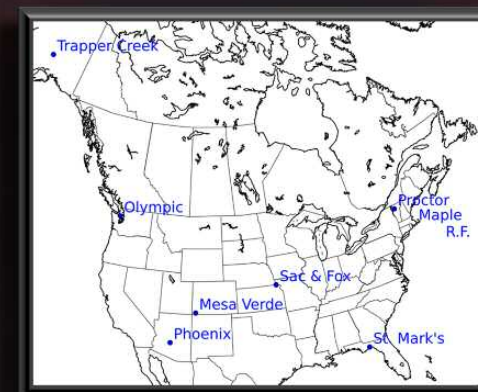 Trapper Creek
Olympic
Proctor
Maple
R.F.
Sac & Fox
Mesa Verde
Phoenix
St. Mark's